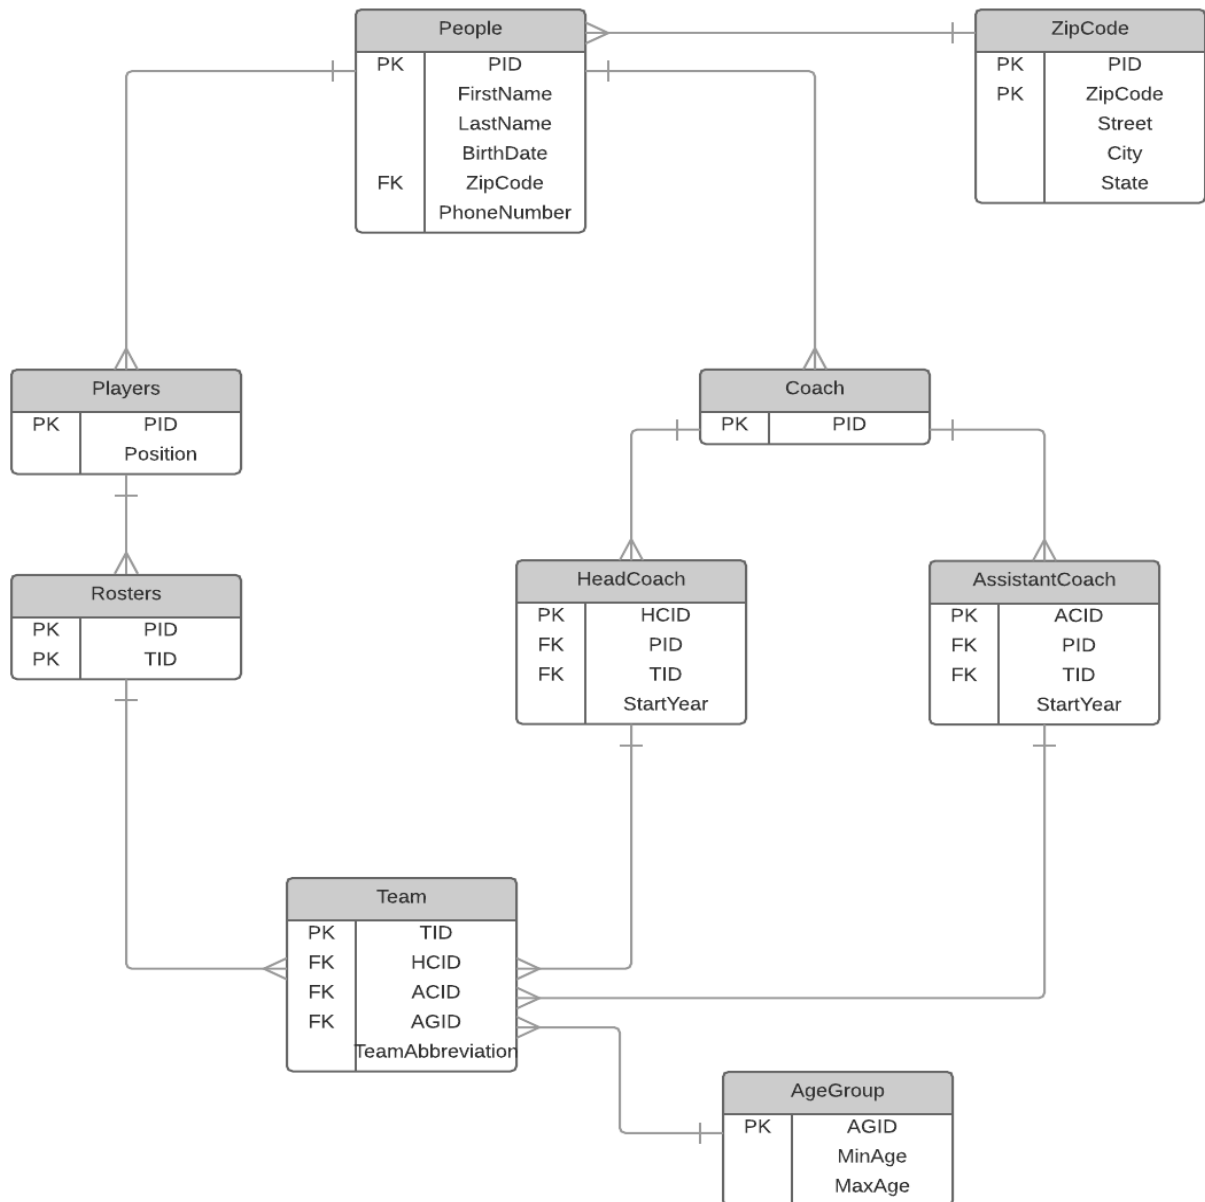 People
PK PID
FirstName
LastName
BirthDate
FK ZipCode
PhoneNumber
ZipCode
PK PID
PK ZipCode
Street
City
State
Players
PK PID
Position
Coach
PK PID
Rosters
PK PID
PK TID
HeadCoach
PK HCID
FK PID
FK TID
StartYear
AssistantCoach
PK ACID
FK PID
FK TID
StartYear
Team
PK TID
FK HCID
FK ACID
FK AGID
TeamAbbreviation
AgeGroup
PK AGID
MinAge
MaxAge